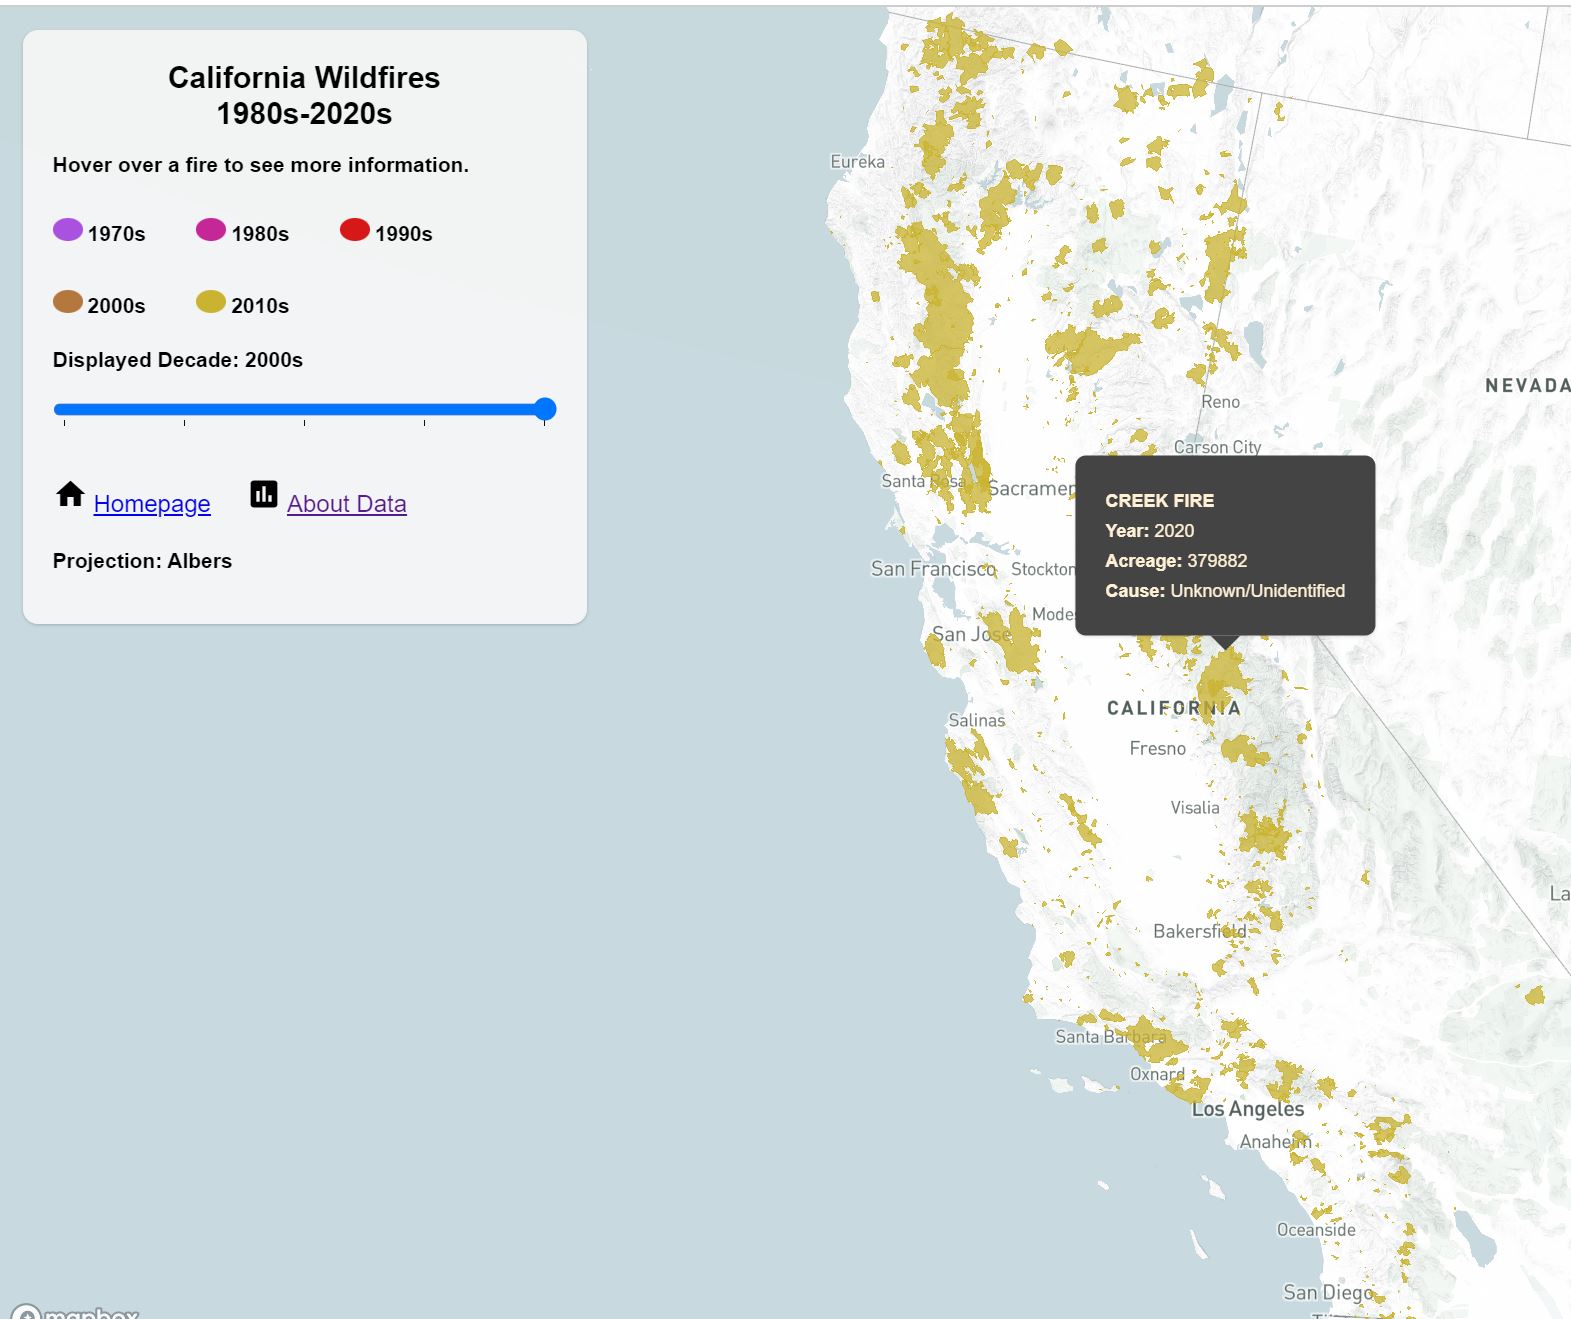 California Wildfires
1980s-2020s
Hover over a fire to see more information.
1970s
1980s
1990s
2000s
2010s
Displayed Decade: 2000s
Homepage
About Data
Projection: Albers
Eureka
NEVADA
Reno
Carson City
Santa Rosa
Sacramen
CREEK FIRE
Year: 2020
Acreage: 379882
Cause: Unknown/Unidentified
San Francisco
Stockton
Modes
San Jose
CALIFORNIA
Salinas
Fresno
Visalia
La
Bakersfield
Santa Barbara
Oxnard
Los Angeles
Anaheim
Oceanside
San Diego
mapbox